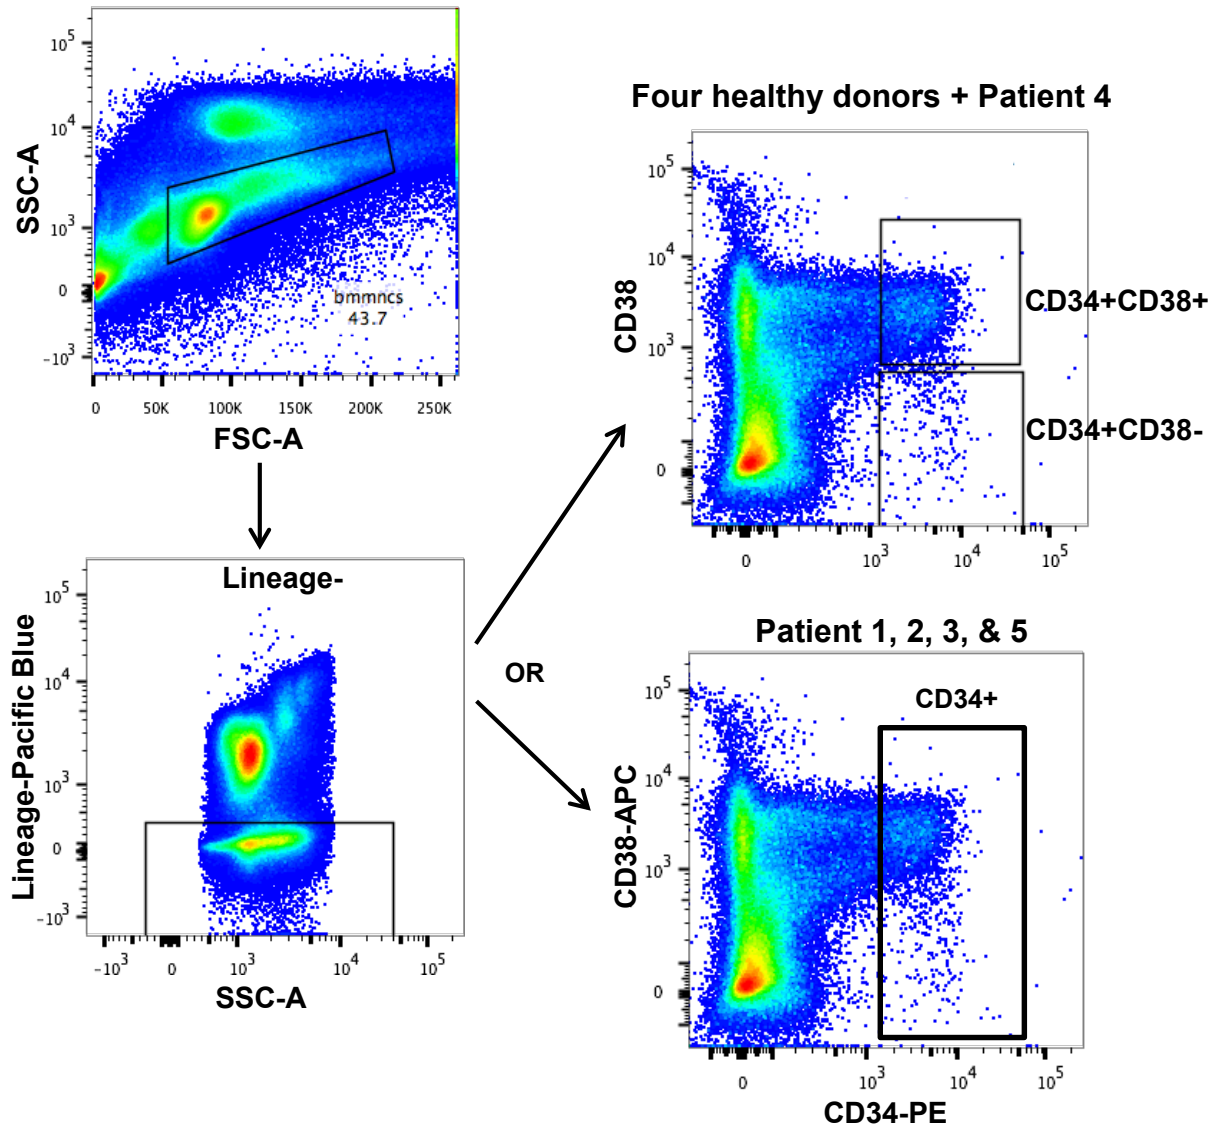 SSC-A
10^5
10^4
10^3
0
-10^3
bmmncs
43.7
0 50K 100K 150K 200K 250K
FSC-A
Four healthy donors + Patient 4
CD38
10^5
10^4
10^3
0
CD34+CD38+
CD34+CD38-
0 10^3 10^4 10^5
Lineage-
Lineage-Pacific Blue
10^5
10^4
10^3
0
-10^3
-10^3 0 10^3 10^4 10^5
SSC-A
OR
Patient 1, 2, 3, & 5
CD34+
CD38-APC
10^5
10^4
10^3
0
0 10^3 10^4 10^5
CD34-PE